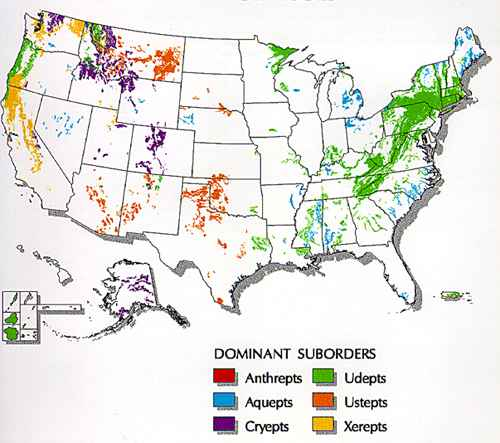 DOMINANT SUBORDERS
Anthrepts
Udepts
Aquepts
Ustepts
Cryepts
Xerepts